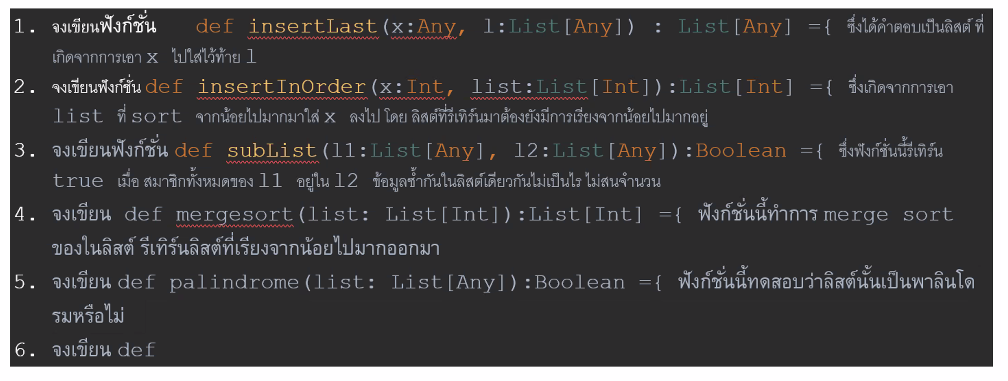 1. จงเขียนฟังก์ชั่น def insertLast(x:Any, l:List[Any]) : List[Any] ={ ซึ่งได้คำตอบเป็นลิสต์ ที่
เกิดจากการเอา x ไปใส่ไว้ท้าย l
2. จงเขียนฟังก์ชั่น def insertInOrder(x:Int, list:List[Int]):List[Int] ={ ซึ่งเกิดจากการเอา
list ที่ sort จากน้อยไปมากมาใส่ x ลงไป โดย ลิสต์ที่รีเทิร์นมาต้องยังมีการเรียงจากน้อยไปมากอยู่
3. จงเขียนฟังก์ชั่น def subList(l1:List[Any], l2:List[Any]):Boolean ={ ซึ่งฟังก์ชั่นนี้รีเทิร์น
true เมื่อ สมาชิกทั้งหมดของ l1 อยู่ใน l2 ข้อมูลซ้ำกันในลิสต์เดียวกันไม่เป็นไร ไม่สนจำนวน
4. จงเขียน def mergesort(list: List[Int]):List[Int] ={ ฟังก์ชั่นนี้ทำการ merge sort
ของในลิสต์ รีเทิร์นลิสต์ที่เรียงจากน้อยไปมากออกมา
5. จงเขียน def palindrome(list: List[Any]):Boolean ={ ฟังก์ชั่นนี้ทดสอบว่าลิสต์นั้นเป็นพาลินโด
รมหรือไม่
6. จงเขียน def